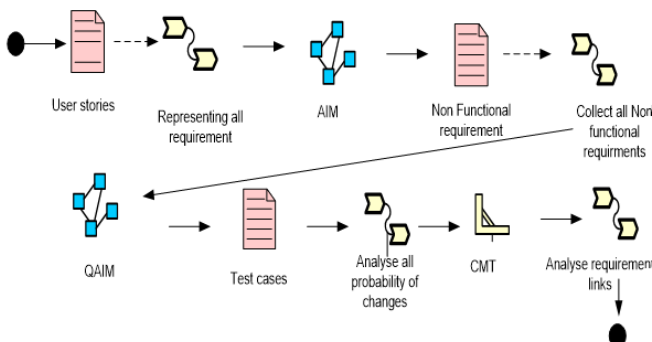 User stories
Representing all
requirement
AIM
Non Functional
requirement
Collect all Non
functional
requirments
QAIM
Test cases
Analyse all
probability of
changes
CMT
Analyse requirement
links